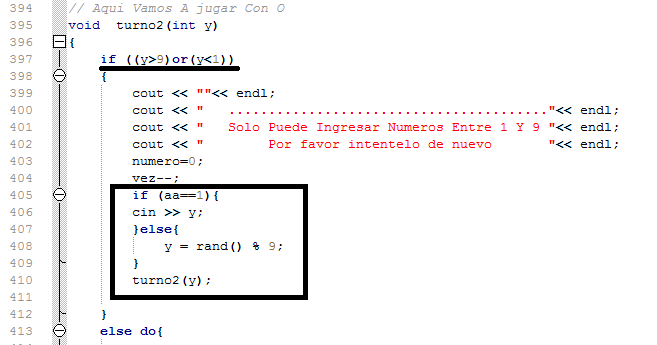 394 // Aqui Vamos A jugar Con O
395 void  turno2(int y)
396 {
397     if ((y>9)or(y<1))
398     {
399         cout << ""<< endl;
400         cout << "   ........................................"<< endl;
401         cout << "   Solo Puede Ingresar Numeros Entre 1 Y 9 "<< endl;
402         cout << "        Por favor intentelo de nuevo       "<< endl;
403         numero=0;
404         vez--;
405         if (aa==1){
406         cin >> y;
407         }else{
408             y = rand() % 9;
409         }
410         turno2(y);
411
412     }
413     else do{